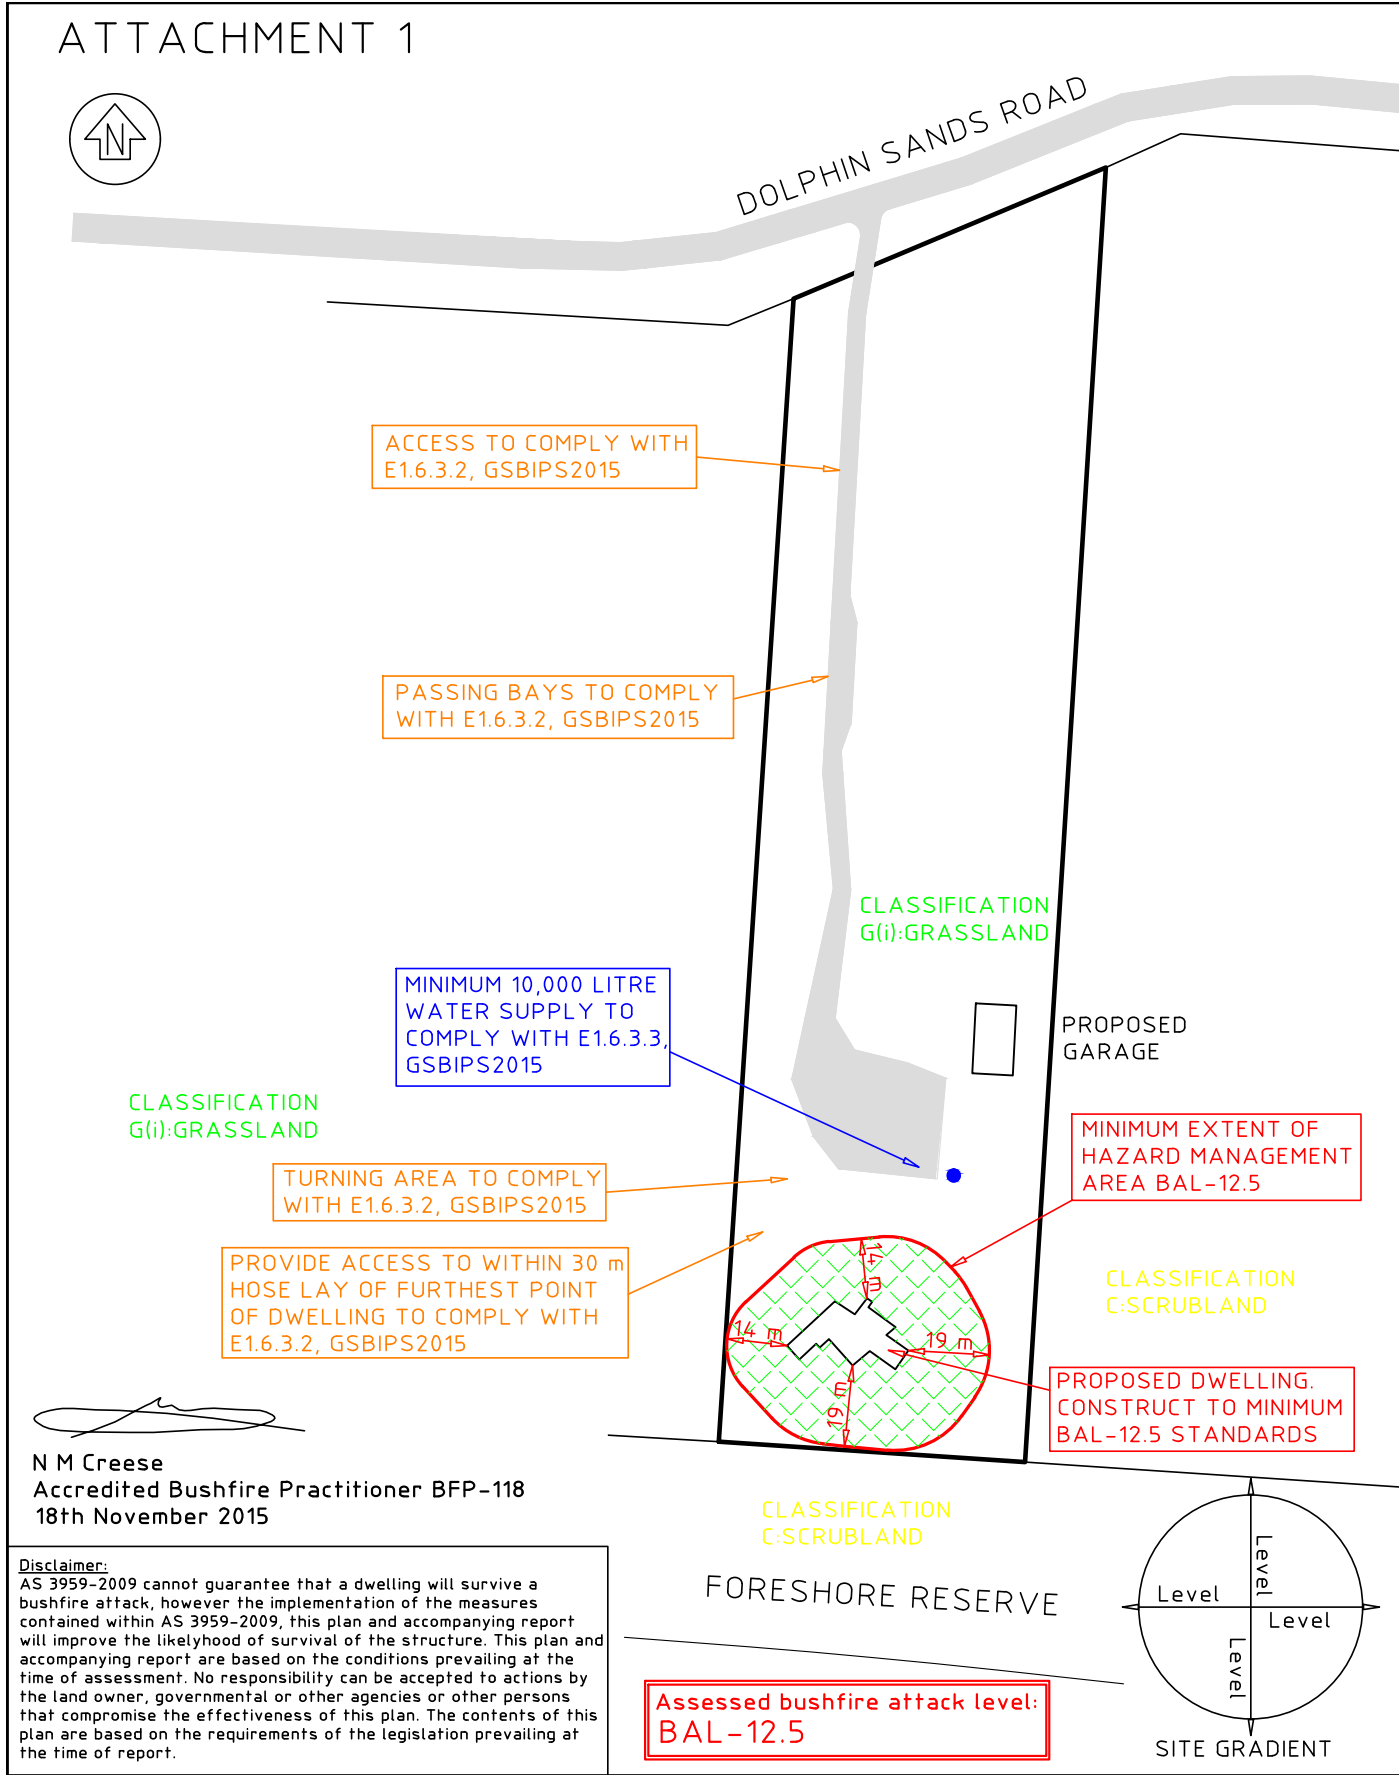 ATTACHMENT 1
N
DOLPHIN SANDS ROAD
ACCESS TO COMPLY WITH
E1.6.3.2, GSBIPS2015
PASSING BAYS TO COMPLY
WITH E1.6.3.2, GSBIPS2015
CLASSIFICATION
G(i):GRASSLAND
MINIMUM 10,000 LITRE
WATER SUPPLY TO
COMPLY WITH E1.6.3.3,
GSBIPS2015
PROPOSED
GARAGE
CLASSIFICATION
G(i):GRASSLAND
MINIMUM EXTENT OF
HAZARD MANAGEMENT
AREA BAL-12.5
TURNING AREA TO COMPLY
WITH E1.6.3.2, GSBIPS2015
PROVIDE ACCESS TO WITHIN 30 m
HOSE LAY OF FURTHEST POINT
OF DWELLING TO COMPLY WITH
E1.6.3.2, GSBIPS2015
14 m
14 m
19 m
19 m
CLASSIFICATION
C:SCRUBLAND
PROPOSED DWELLING.
CONSTRUCT TO MINIMUM
BAL-12.5 STANDARDS
N M Creese
Accredited Bushfire Practitioner BFP-118
18th November 2015
CLASSIFICATION
C:SCRUBLAND
FORESHORE RESERVE
Disclaimer:
AS 3959-2009 cannot guarantee that a dwelling will survive a
bushfire attack, however the implementation of the measures
contained within AS 3959-2009, this plan and accompanying report
will improve the likelyhood of survival of the structure. This plan and
accompanying report are based on the conditions prevailing at the
time of assessment. No responsibility can be accepted to actions by
the land owner, governmental or other agencies or other persons
that compromise the effectiveness of this plan. The contents of this
plan are based on the requirements of the legislation prevailing at
the time of report.
Assessed bushfire attack level:
BAL-12.5
Level
Level
Level
Level
SITE GRADIENT